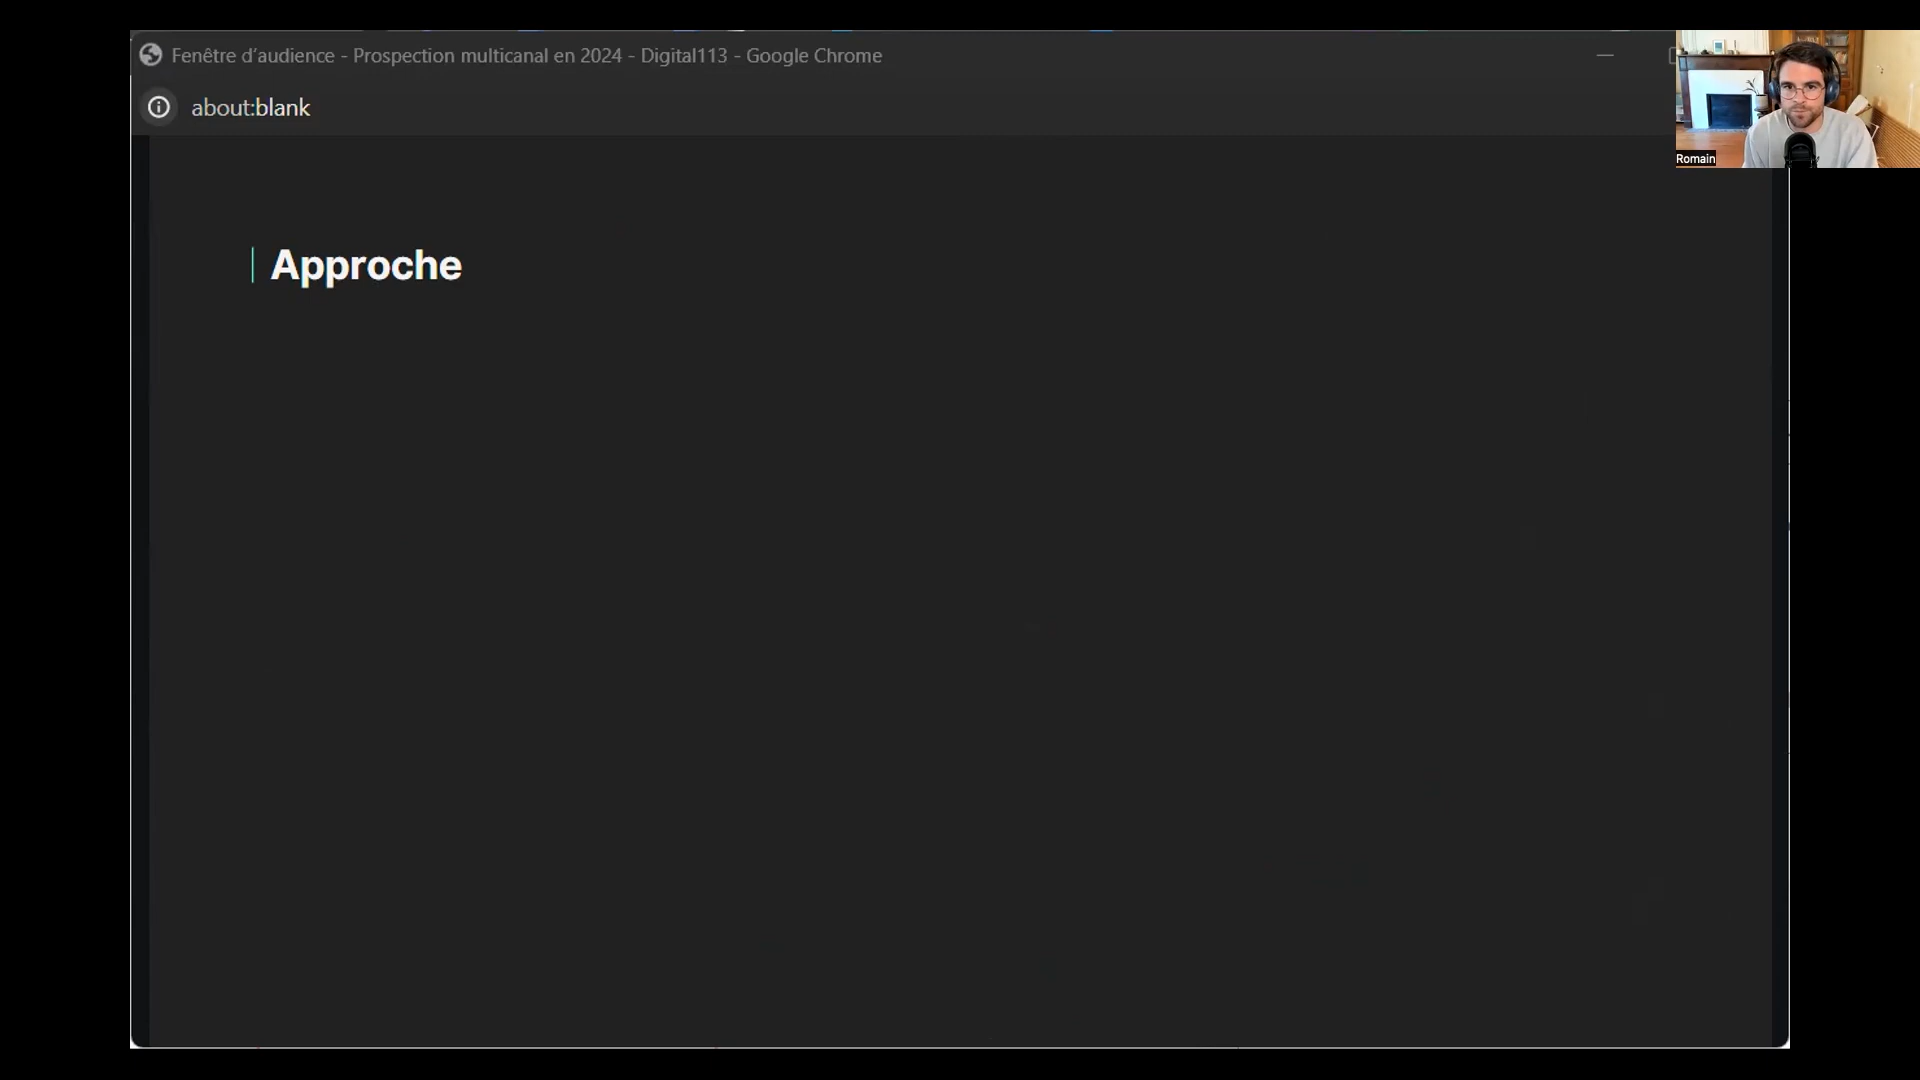 Fenêtre d’audience - Prospection multicanal en 2024 - Digital113 - Google Chrome
about:blank
Romain
Approche